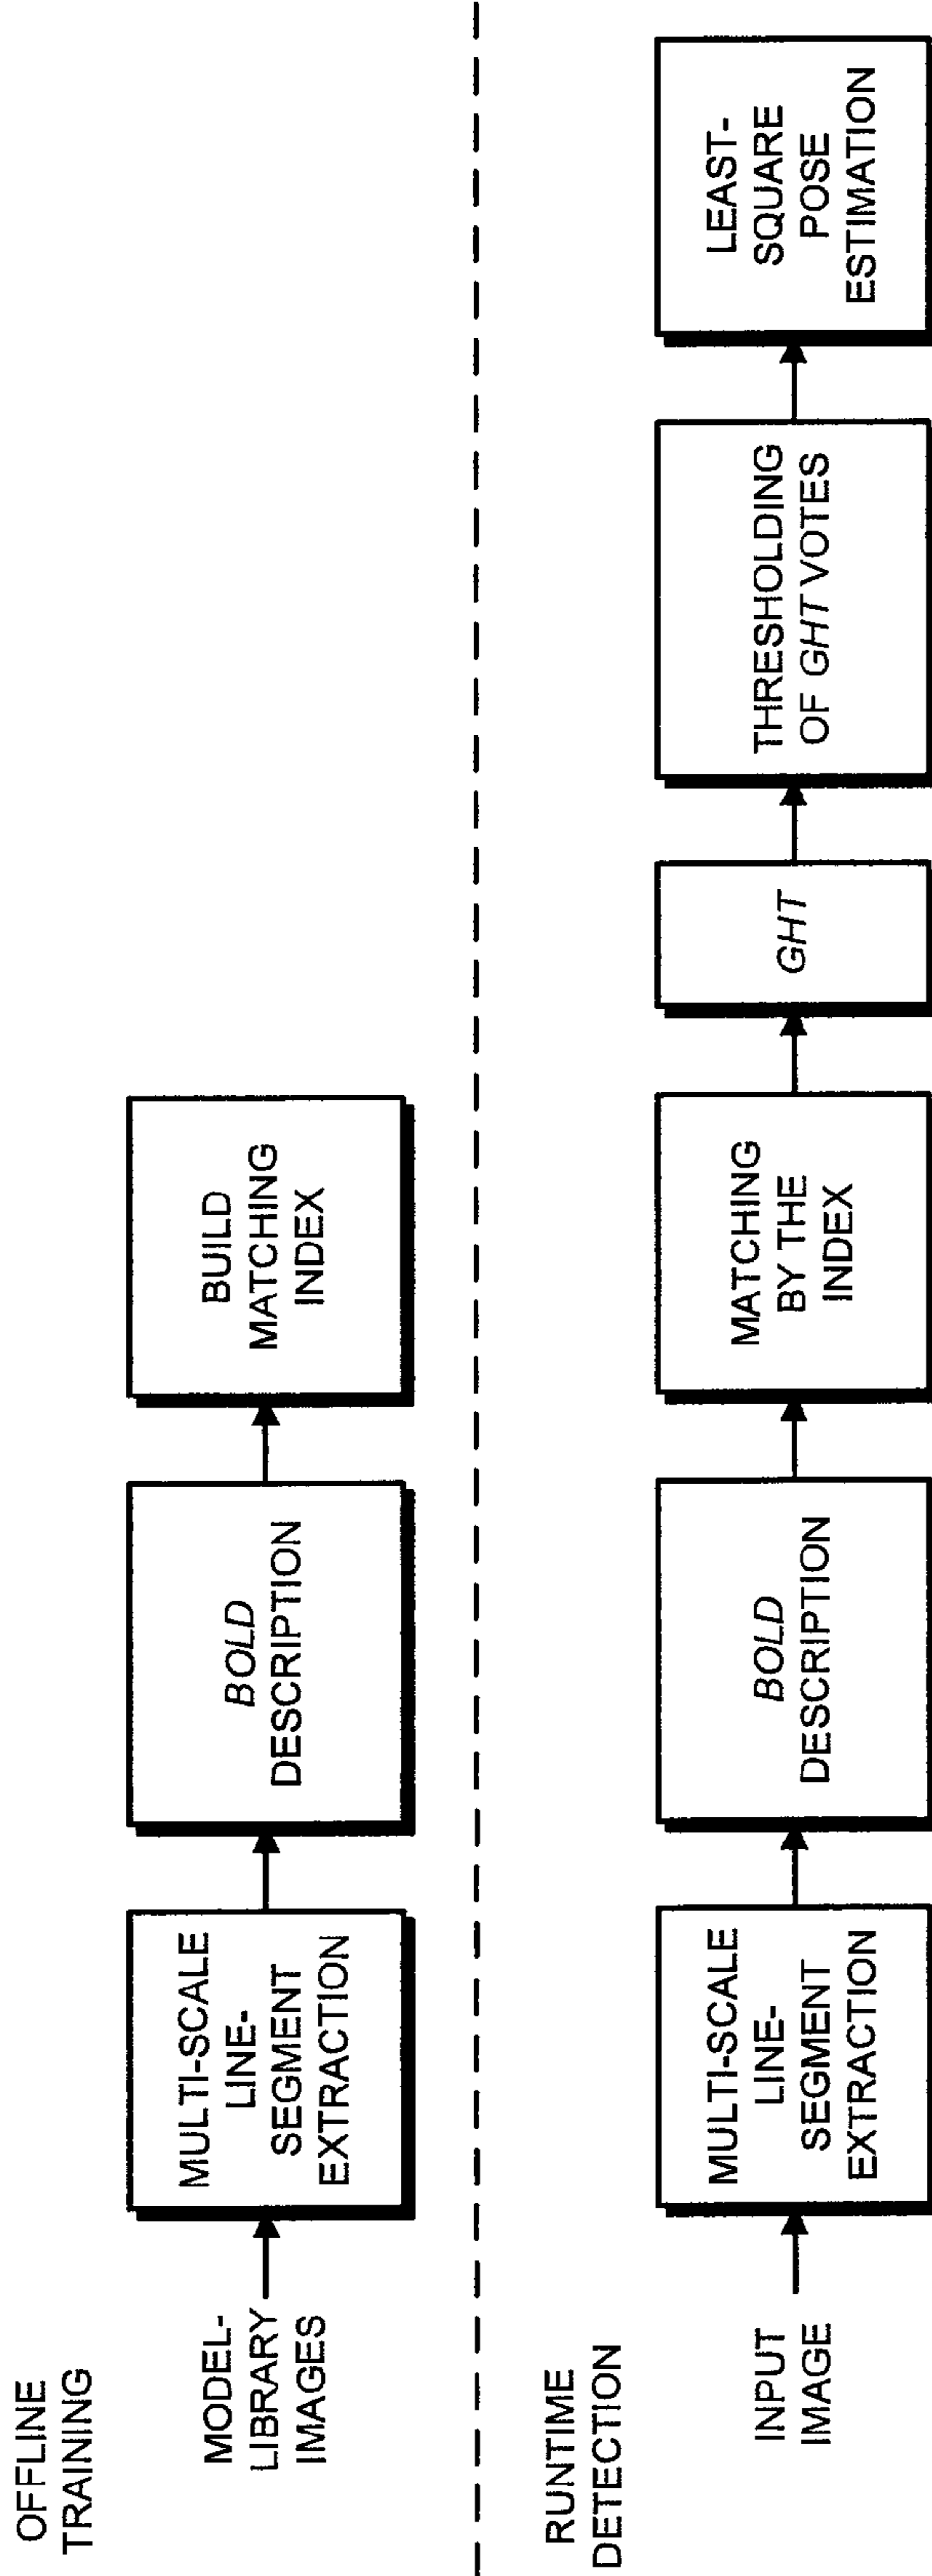 OFFLINE
TRAINING
MODEL-
LIBRARY
IMAGES
MULTI-SCALE
LINE-
SEGMENT
EXTRACTION
BOLD
DESCRIPTION
BUILD
MATCHING
INDEX
RUNTIME
DETECTION
INPUT
IMAGE
MULTI-SCALE
LINE-
SEGMENT
EXTRACTION
BOLD
DESCRIPTION
MATCHING
BY THE
INDEX
GHT
THRESHOLDING
OF GHT VOTES
LEAST-
SQUARE
POSE
ESTIMATION